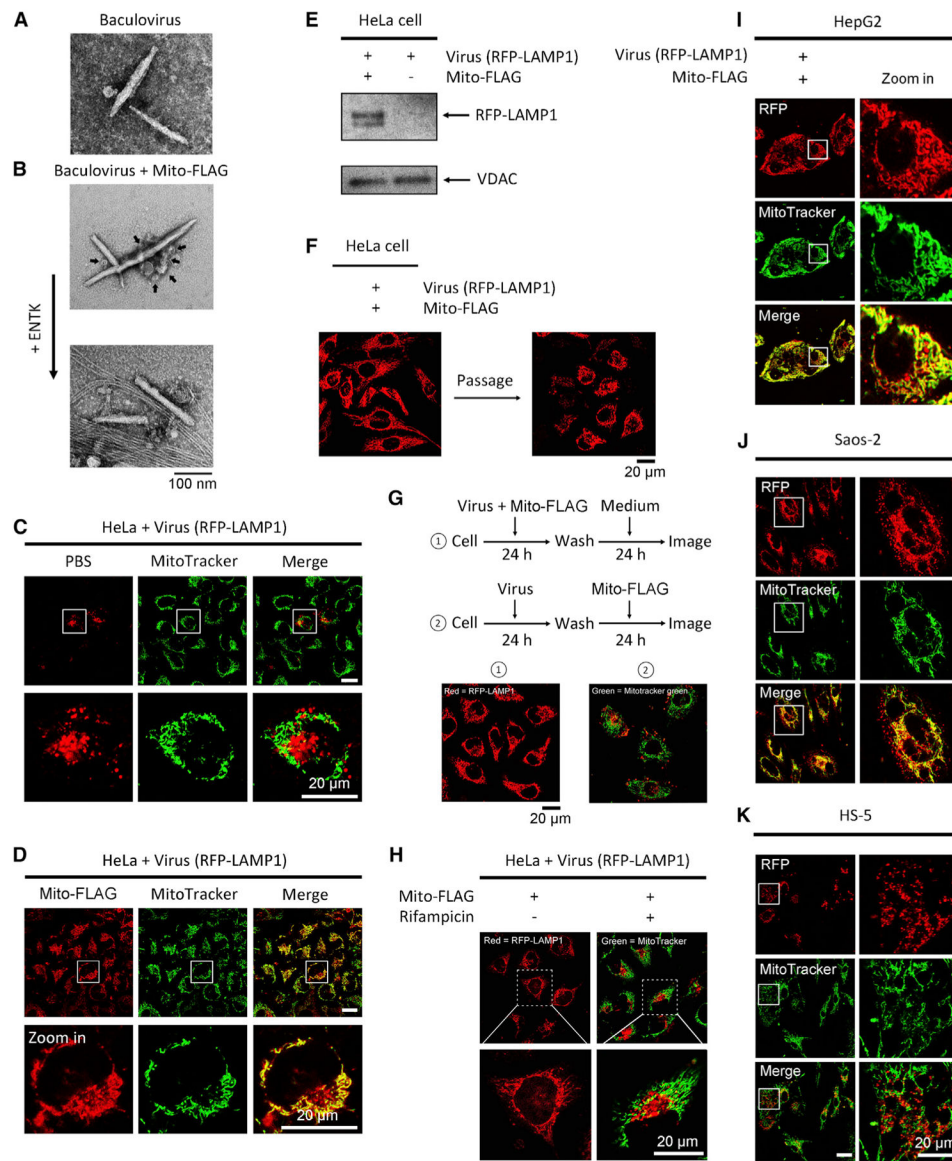 A
Baculovirus
B
Baculovirus + Mito-FLAG
+ ENTK
100 nm
C
HeLa + Virus (RFP-LAMP1)
PBS MitoTracker Merge
20 μm
D
HeLa + Virus (RFP-LAMP1)
Mito-FLAG MitoTracker Merge
Zoom in
20 μm
E
HeLa cell
+ + Virus (RFP-LAMP1)
+ - Mito-FLAG
RFP-LAMP1
VDAC
F
HeLa cell
+ Virus (RFP-LAMP1)
+ Mito-FLAG
Passage
20 μm
G
Virus + Mito-FLAG Medium
① Cell Wash Image
24 h 24 h
Virus Mito-FLAG
② Cell Wash Image
24 h 24 h
① ②
Red = RFP-LAMP1 Green = Mitotracker green
20 μm
H
HeLa + Virus (RFP-LAMP1)
Mito-FLAG + +
Rifampicin - +
Red = RFP-LAMP1 Green = MitoTracker
20 μm
I
HepG2
Virus (RFP-LAMP1) +
Mito-FLAG + Zoom in
RFP
MitoTracker
Merge
J
Saos-2
RFP
MitoTracker
Merge
K
HS-5
RFP
MitoTracker
Merge
20 μm